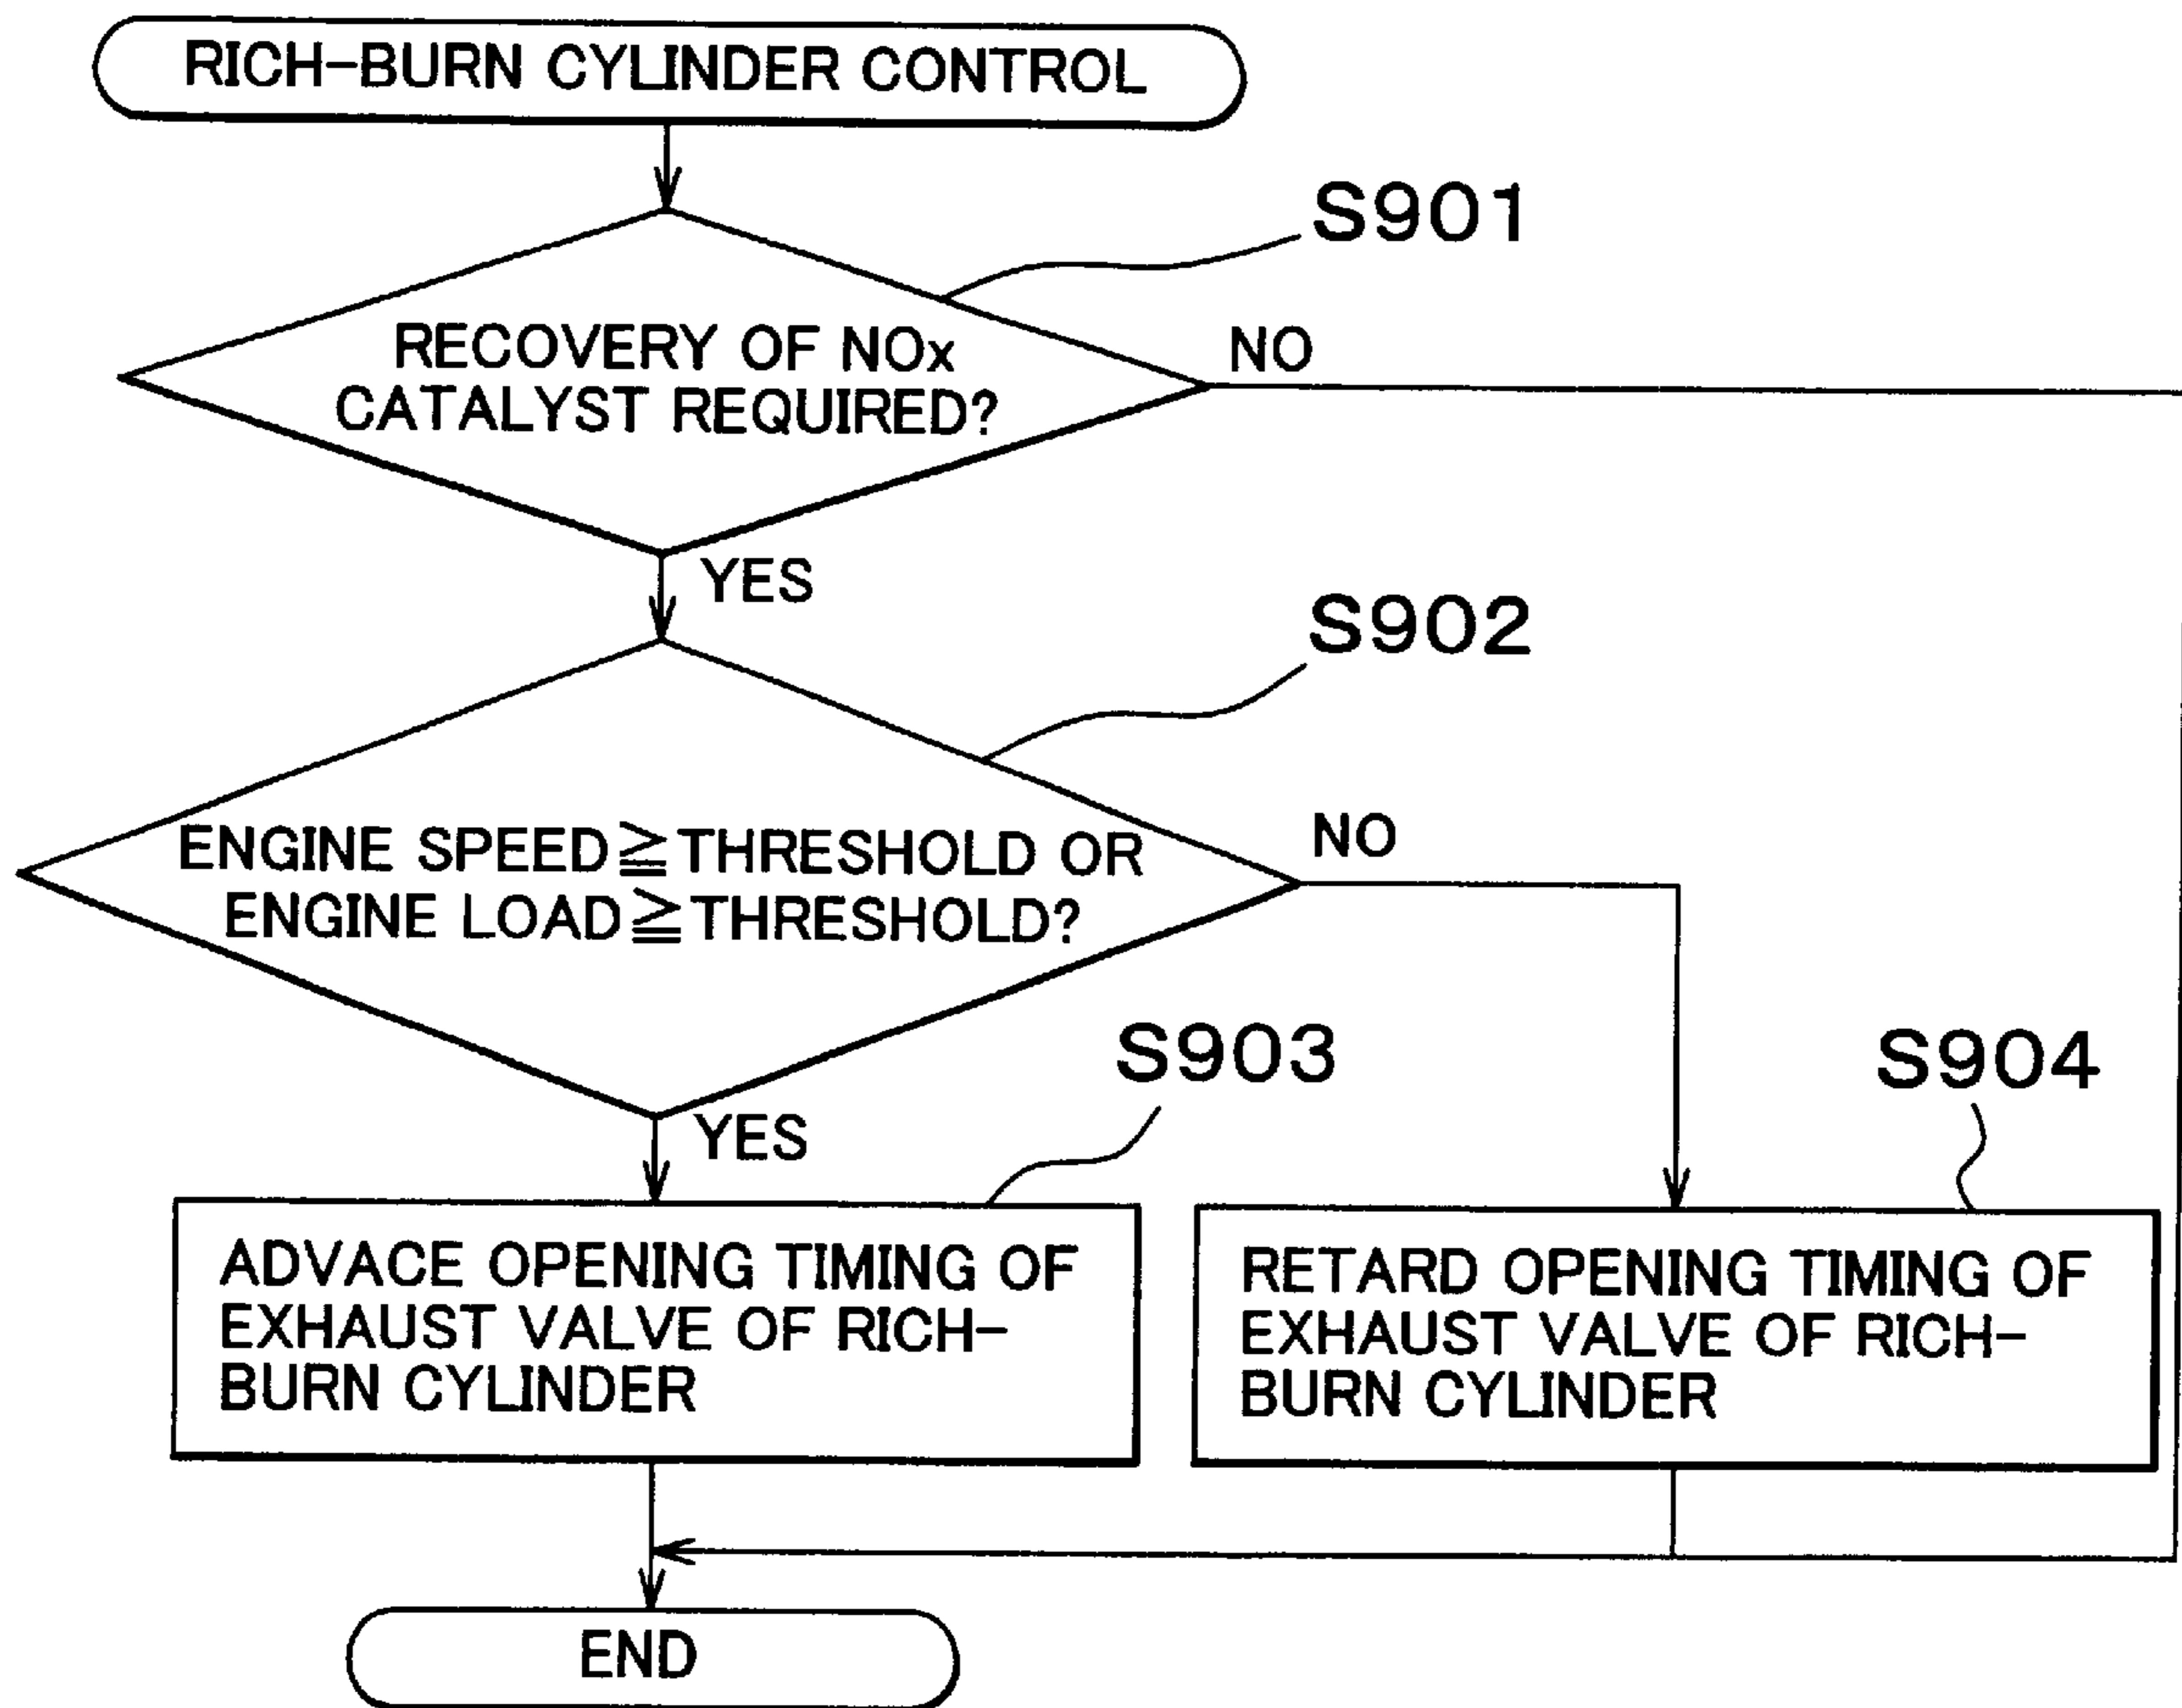 RICH-BURN CYLINDER CONTROL
S901
RECOVERY OF NOx
CATALYST REQUIRED?
NO
YES
S902
ENGINE SPEED≧THRESHOLD OR
ENGINE LOAD≧THRESHOLD?
NO
YES
S903
ADVACE OPENING TIMING OF
EXHAUST VALVE OF RICH-
BURN CYLINDER
S904
RETARD OPENING TIMING OF
EXHAUST VALVE OF RICH-
BURN CYLINDER
END